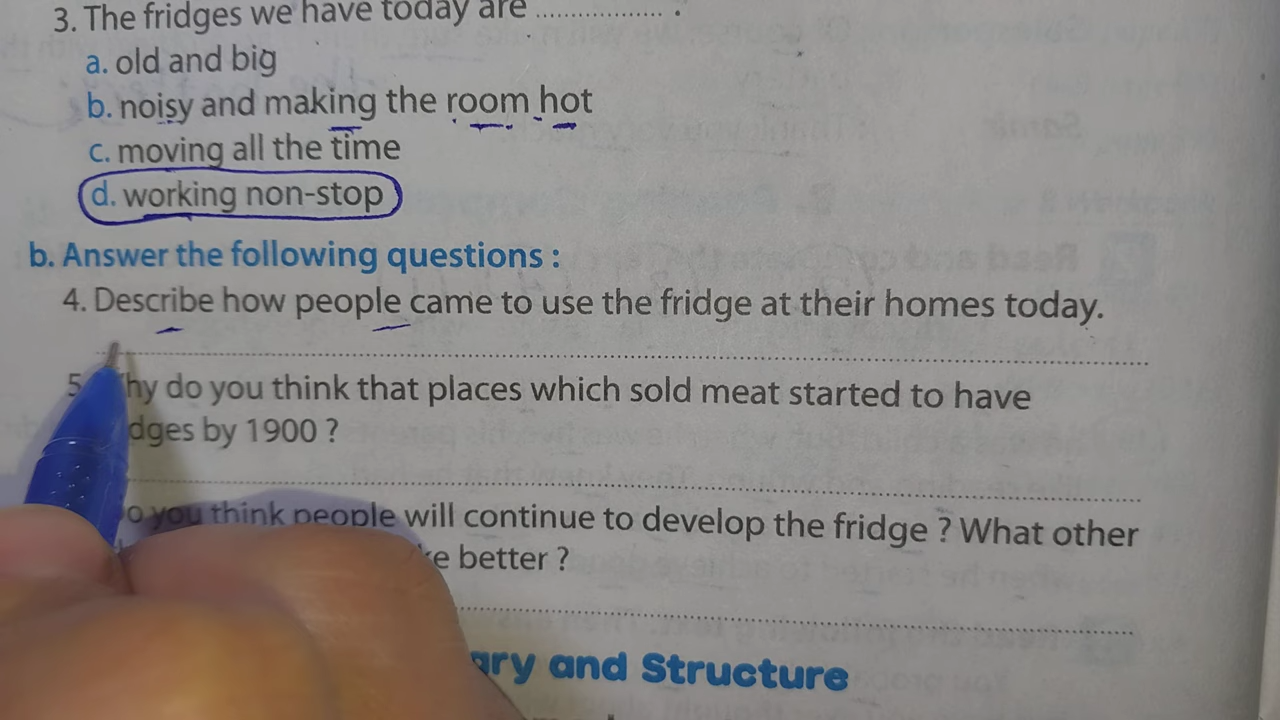 3. The fridges we have today are .................... .
a. old and big
b. noisy and making the room hot
c. moving all the time
d. working non-stop
b. Answer the following questions :
4. Describe how people came to use the fridge at their homes today.
5 hy do you think that places which sold meat started to have
dges by 1900 ?
o you think people will continue to develop the fridge ? What other
ke better ?
ary and Structure